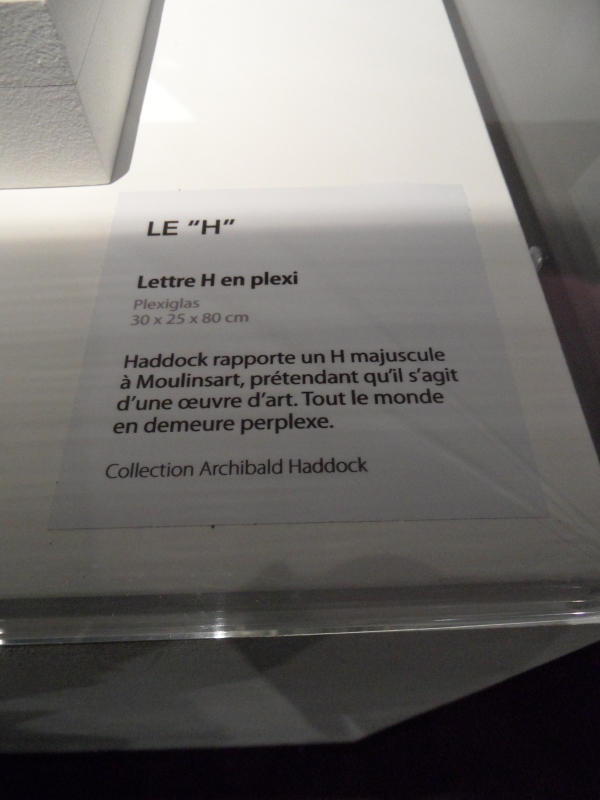 LE "H"
Lettre H en plexi
Plexiglas
30 x 25 x 80 cm
Haddock rapporte un H majuscule
à Moulinsart, prétendant qu'il s'agit
d'une œuvre d'art. Tout le monde
en demeure perplexe.
Collection Archibald Haddock